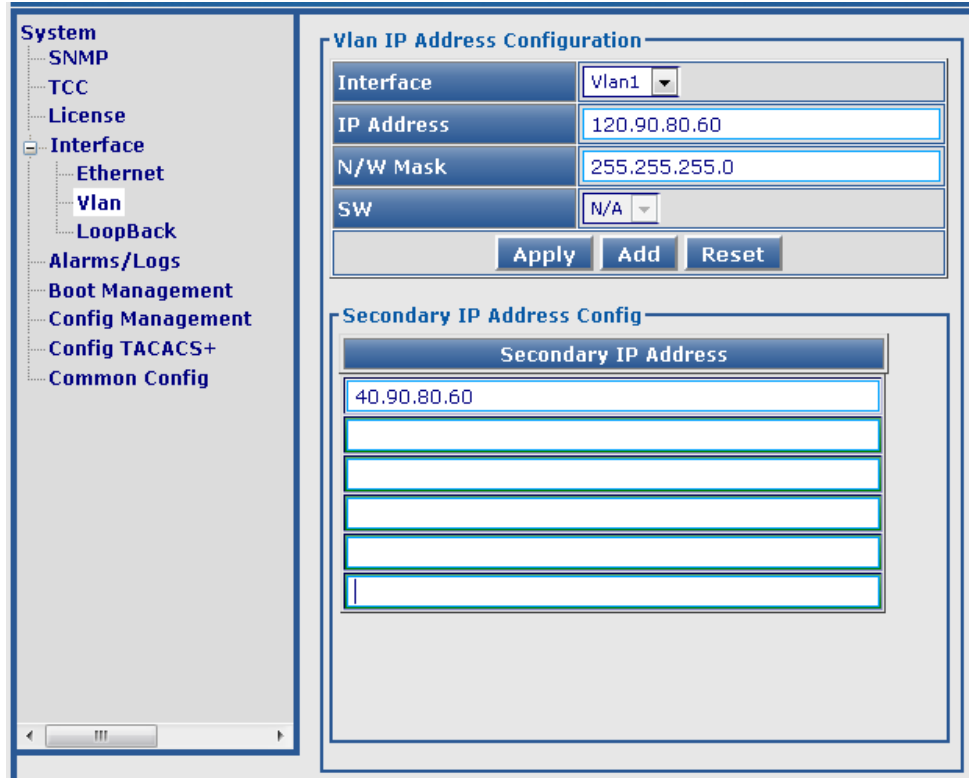 System
SNMP
TCC
License
Interface
Ethernet
Vlan
LoopBack
Alarms/Logs
Boot Management
Config Management
Config TACACS+
Common Config
Vlan IP Address Configuration
Interface Vlan1
IP Address 120.90.80.60
N/W Mask 255.255.255.0
SW N/A
Apply Add Reset
Secondary IP Address Config
Secondary IP Address
40.90.80.60